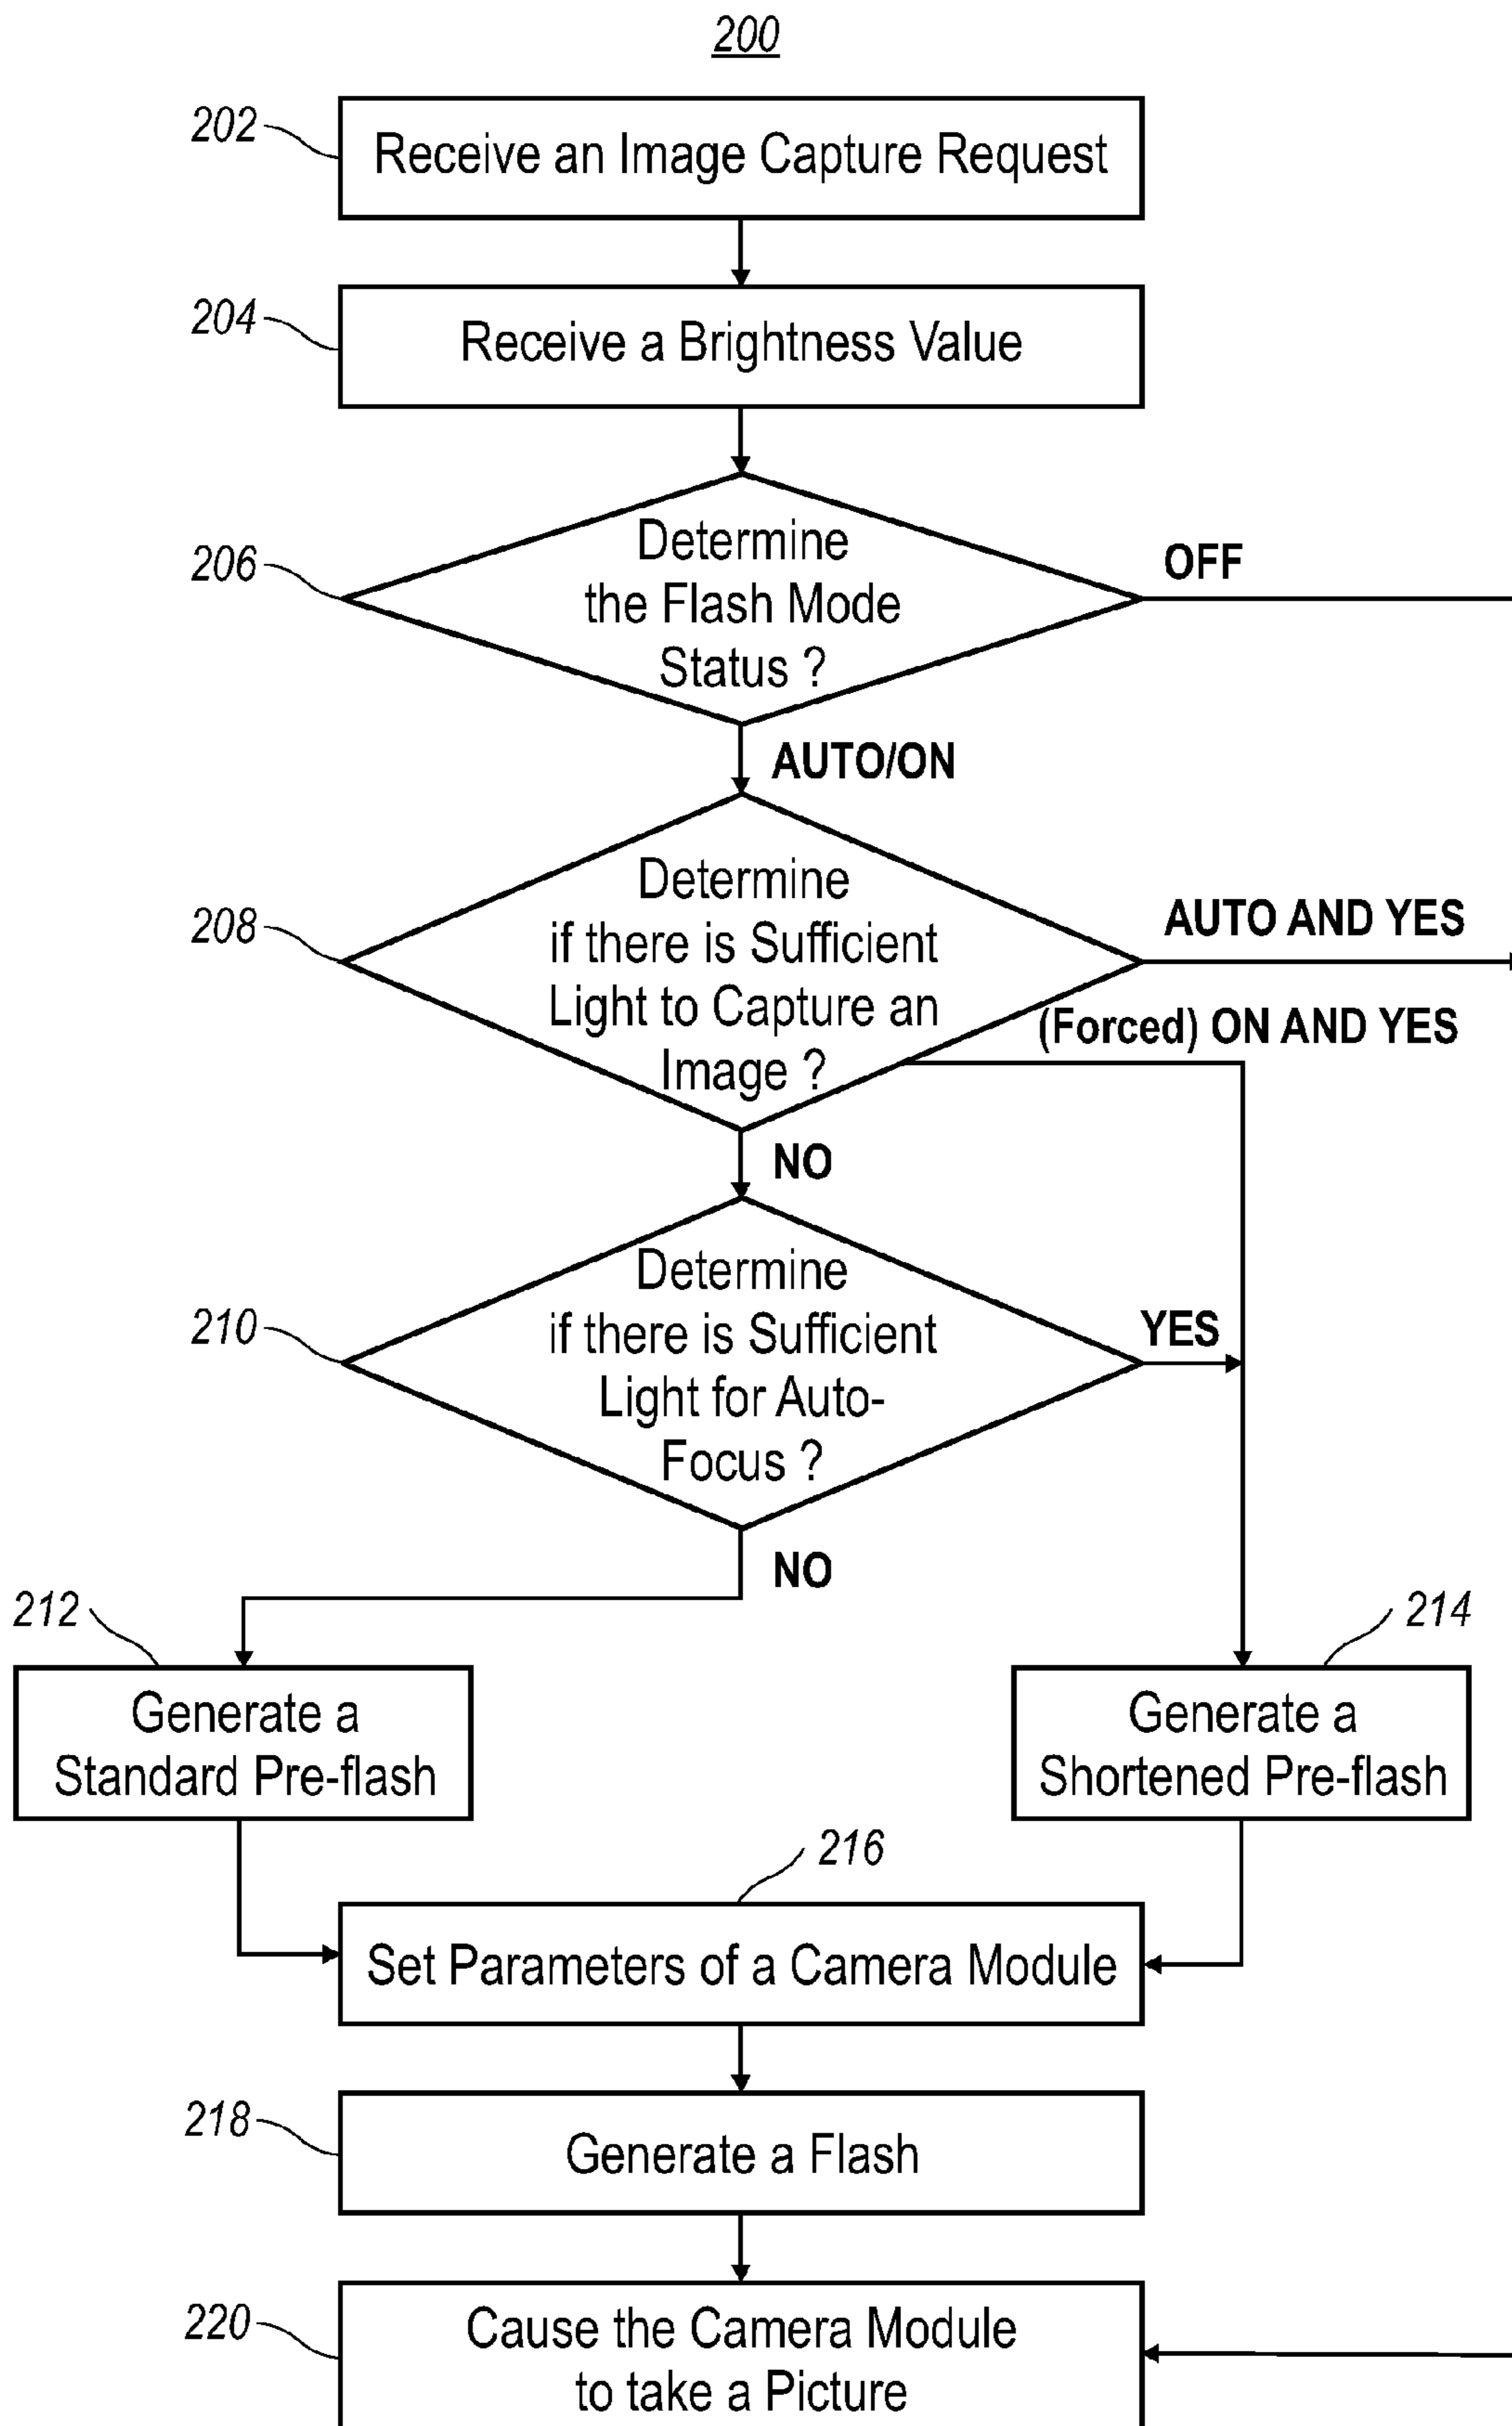 200
202
Receive an Image Capture Request
204
Receive a Brightness Value
206
Determine
the Flash Mode
Status ?
OFF
AUTO/ON
208
Determine
if there is Sufficient
Light to Capture an
Image ?
AUTO AND YES
(Forced) ON AND YES
NO
210
Determine
if there is Sufficient
Light for Auto-
Focus ?
YES
NO
212
Generate a
Standard Pre-flash
214
Generate a
Shortened Pre-flash
216
Set Parameters of a Camera Module
218
Generate a Flash
220
Cause the Camera Module
to take a Picture